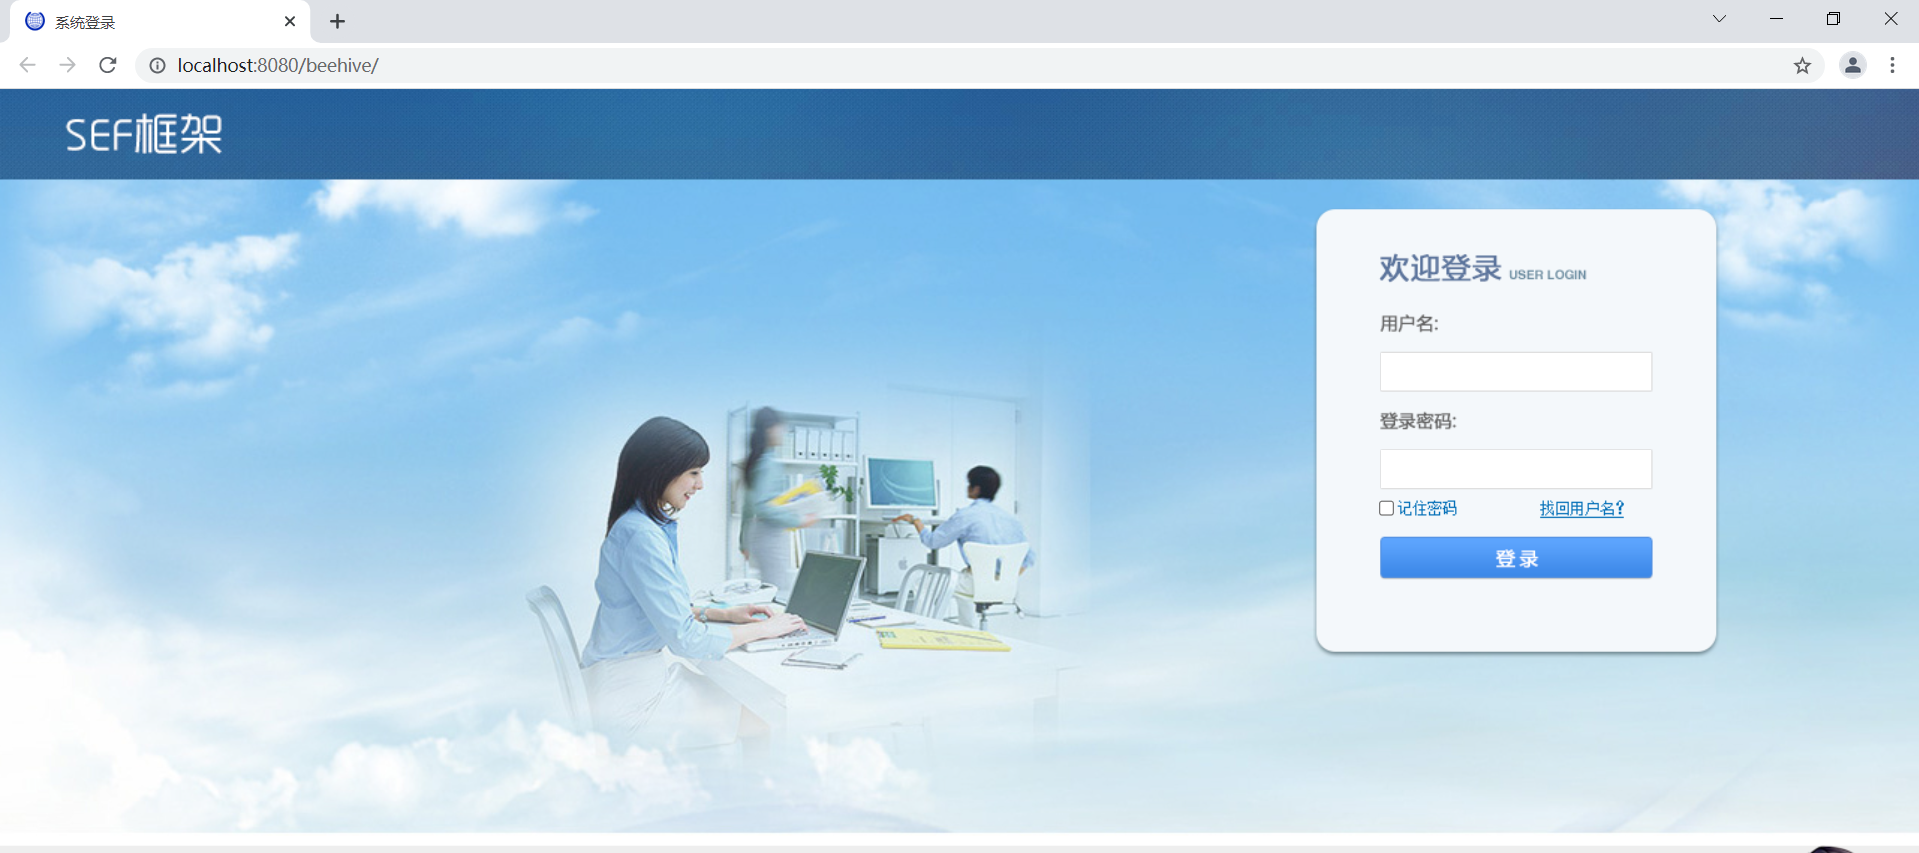 系统登录
localhost:8080/beehive/
SEF框架
欢迎登录 USER LOGIN
用户名:
登录密码:
记住密码 找回用户名?
登 录